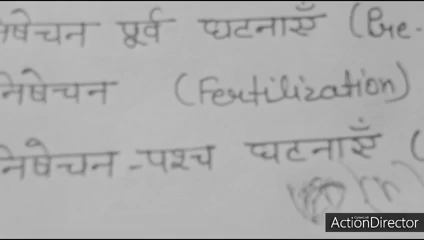 निषेचन पूर्व घटनाएँ (Pre-
निषेचन (Fertilization)
निषेचन -पश्च घटनाएँ (
ActionDirector